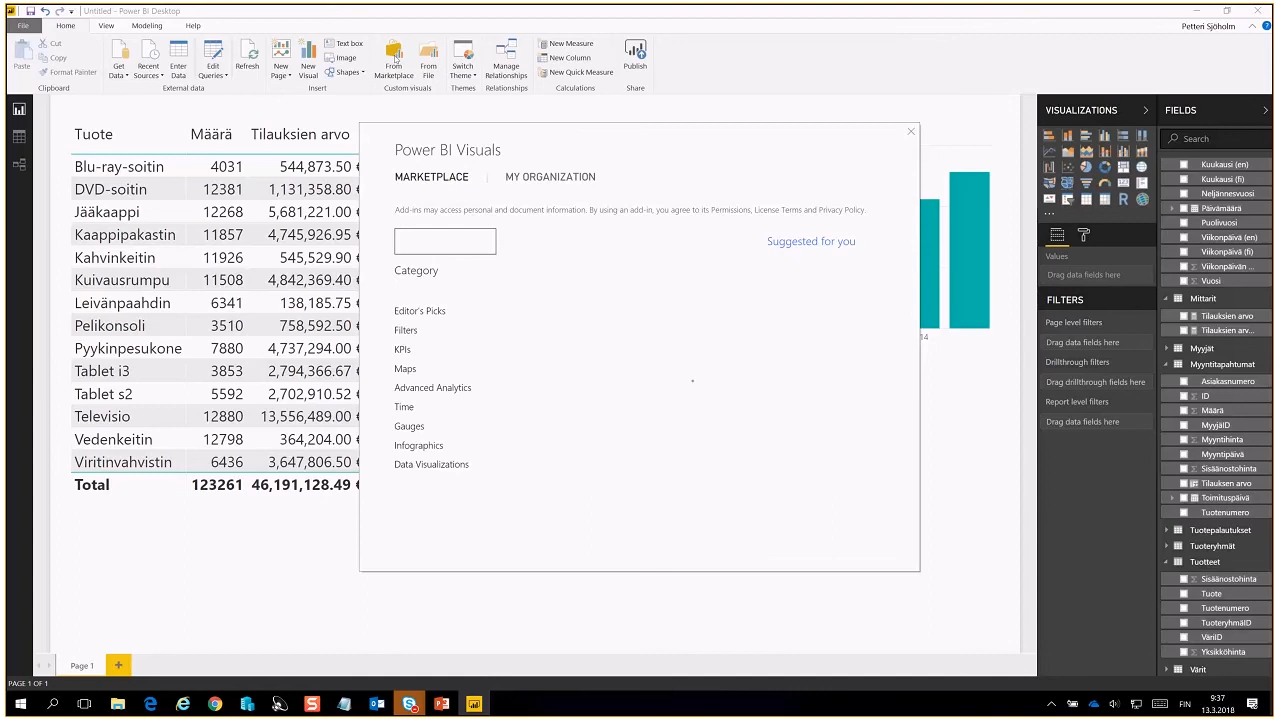 Untitled - Power BI Desktop
File Home View Modeling Help
Petteri Sjöholm
Paste
Cut
Copy
Format Painter
Clipboard
Get Data
Recent Sources
Enter Data
Edit Queries
Refresh
External data
New Page
New Visual
Text box
Image
Shapes
Insert
From Marketplace
From File
Custom visuals
Switch Theme
Themes
Manage Relationships
Relationships
New Measure
New Column
New Quick Measure
Calculations
Publish
Share
Tuote Määrä Tilauksien arvo
Blu-ray-soitin 4031 544,873.50 €
DVD-soitin 12381 1,131,358.80
Jääkaappi 12268 5,681,221.00
Kaappipakastin 11857 4,745,926.95
Kahvinkeitin 11926 545,529.90
Kuivausrumpu 11508 4,842,369.40
Leivänpaahdin 6341 138,185.75
Pelikonsoli 3510 758,592.50
Pyykinpesukone 7880 4,737,294.00
Tablet i3 3853 2,794,366.67
Tablet s2 5592 2,702,910.52
Televisio 12880 13,556,489.00
Vedenkeitin 12798 364,204.00
Viritinvahvistin 6436 3,647,806.50
Total 123261 46,191,128.49
Power BI Visuals
MARKETPLACE | MY ORGANIZATION
Add-ins may access personal and document information. By using an add-in, you agree to its Permissions, License Terms and Privacy Policy.
Suggested for you
Category
Editor's Picks
Filters
KPIs
Maps
Advanced Analytics
Time
Gauges
Infographics
Data Visualizations
14
VISUALIZATIONS
R
...
Values
Drag data fields here
FILTERS
Page level filters
Drag data fields here
Drillthrough filters
Drag drillthrough fields here
Report level filters
Drag data fields here
FIELDS
Search
Kuukausi (en)
Kuukausi (fi)
Neljännesvuosi
Päivämäärä
Puolivuosi
Viikonpäivä (en)
Viikonpäivä (fi)
Viikonpäivän ...
Vuosi
Mittarit
Tilauksien arvo
Tilauksien arv...
Myyjät
Myyntitapahtumat
Asiakasnumero
ID
Määrä
MyyjäID
Myyntihinta
Myyntipäivä
Sisäänostohinta
Tilauksen arvo
Toimituspäivä
Tuotenumero
Tuotepalautukset
Tuoteryhmät
Tuotteet
Sisäänostohinta
Tuote
Tuotenumero
TuoteryhmäID
VäriID
Yksikköhinta
Värit
Page 1 +
PAGE 1 OF 1
FIN
9:37
13.3.2018